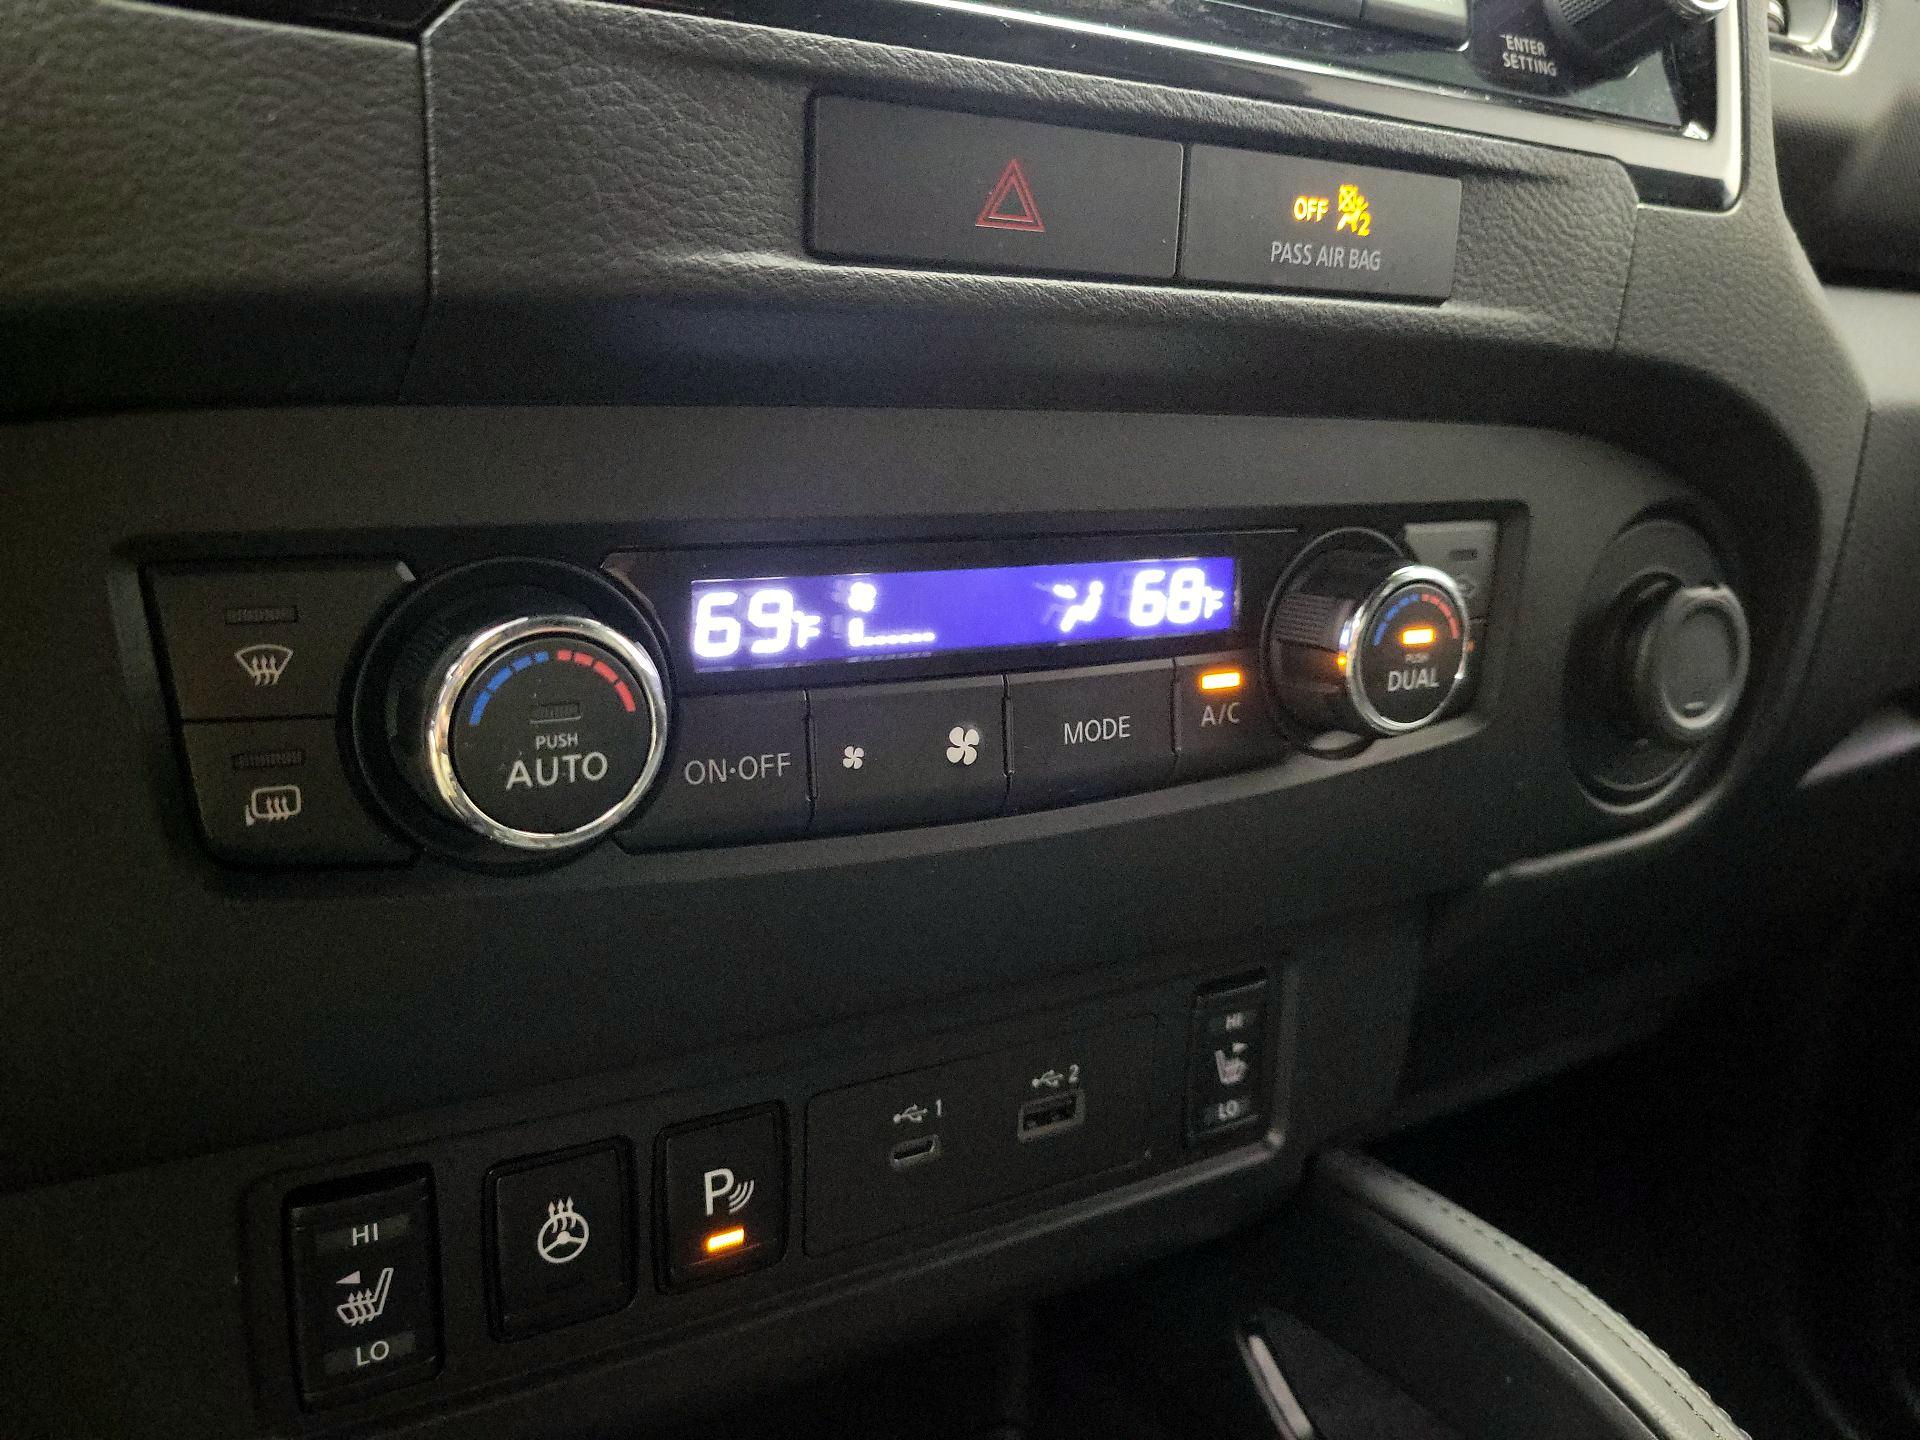 ENTER
SETTING
OFF 2
PASS AIR BAG
69°F
68°F
PUSH
AUTO
ON·OFF
MODE
A/C
PUSH
DUAL
1
2
HI
LO
HI
LO
P